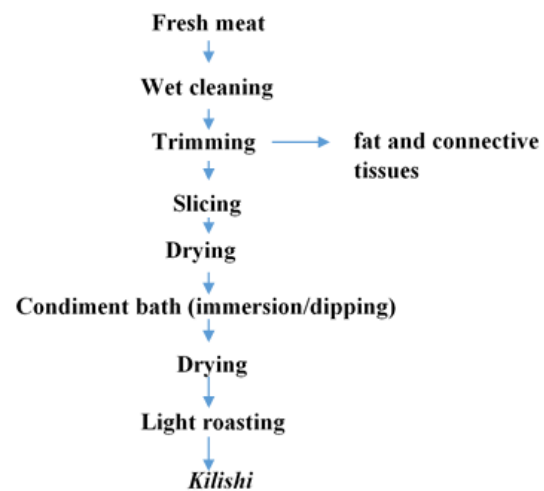 Fresh meat
Wet cleaning
Trimming
fat and connective
tissues
Slicing
Drying
Condiment bath (immersion/dipping)
Drying
Light roasting
Kilishi